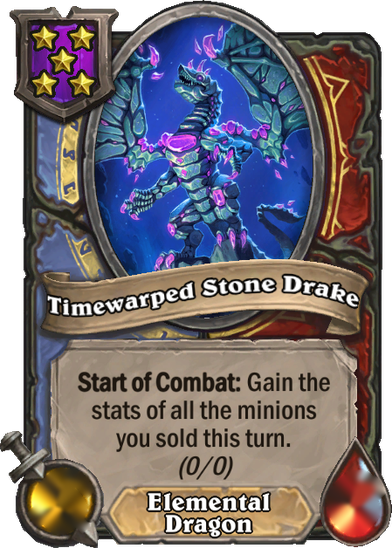 Timewarped Stone Drake
Start of Combat: Gain the
stats of all the minions
you sold this turn.
(0/0)
Elemental
Dragon